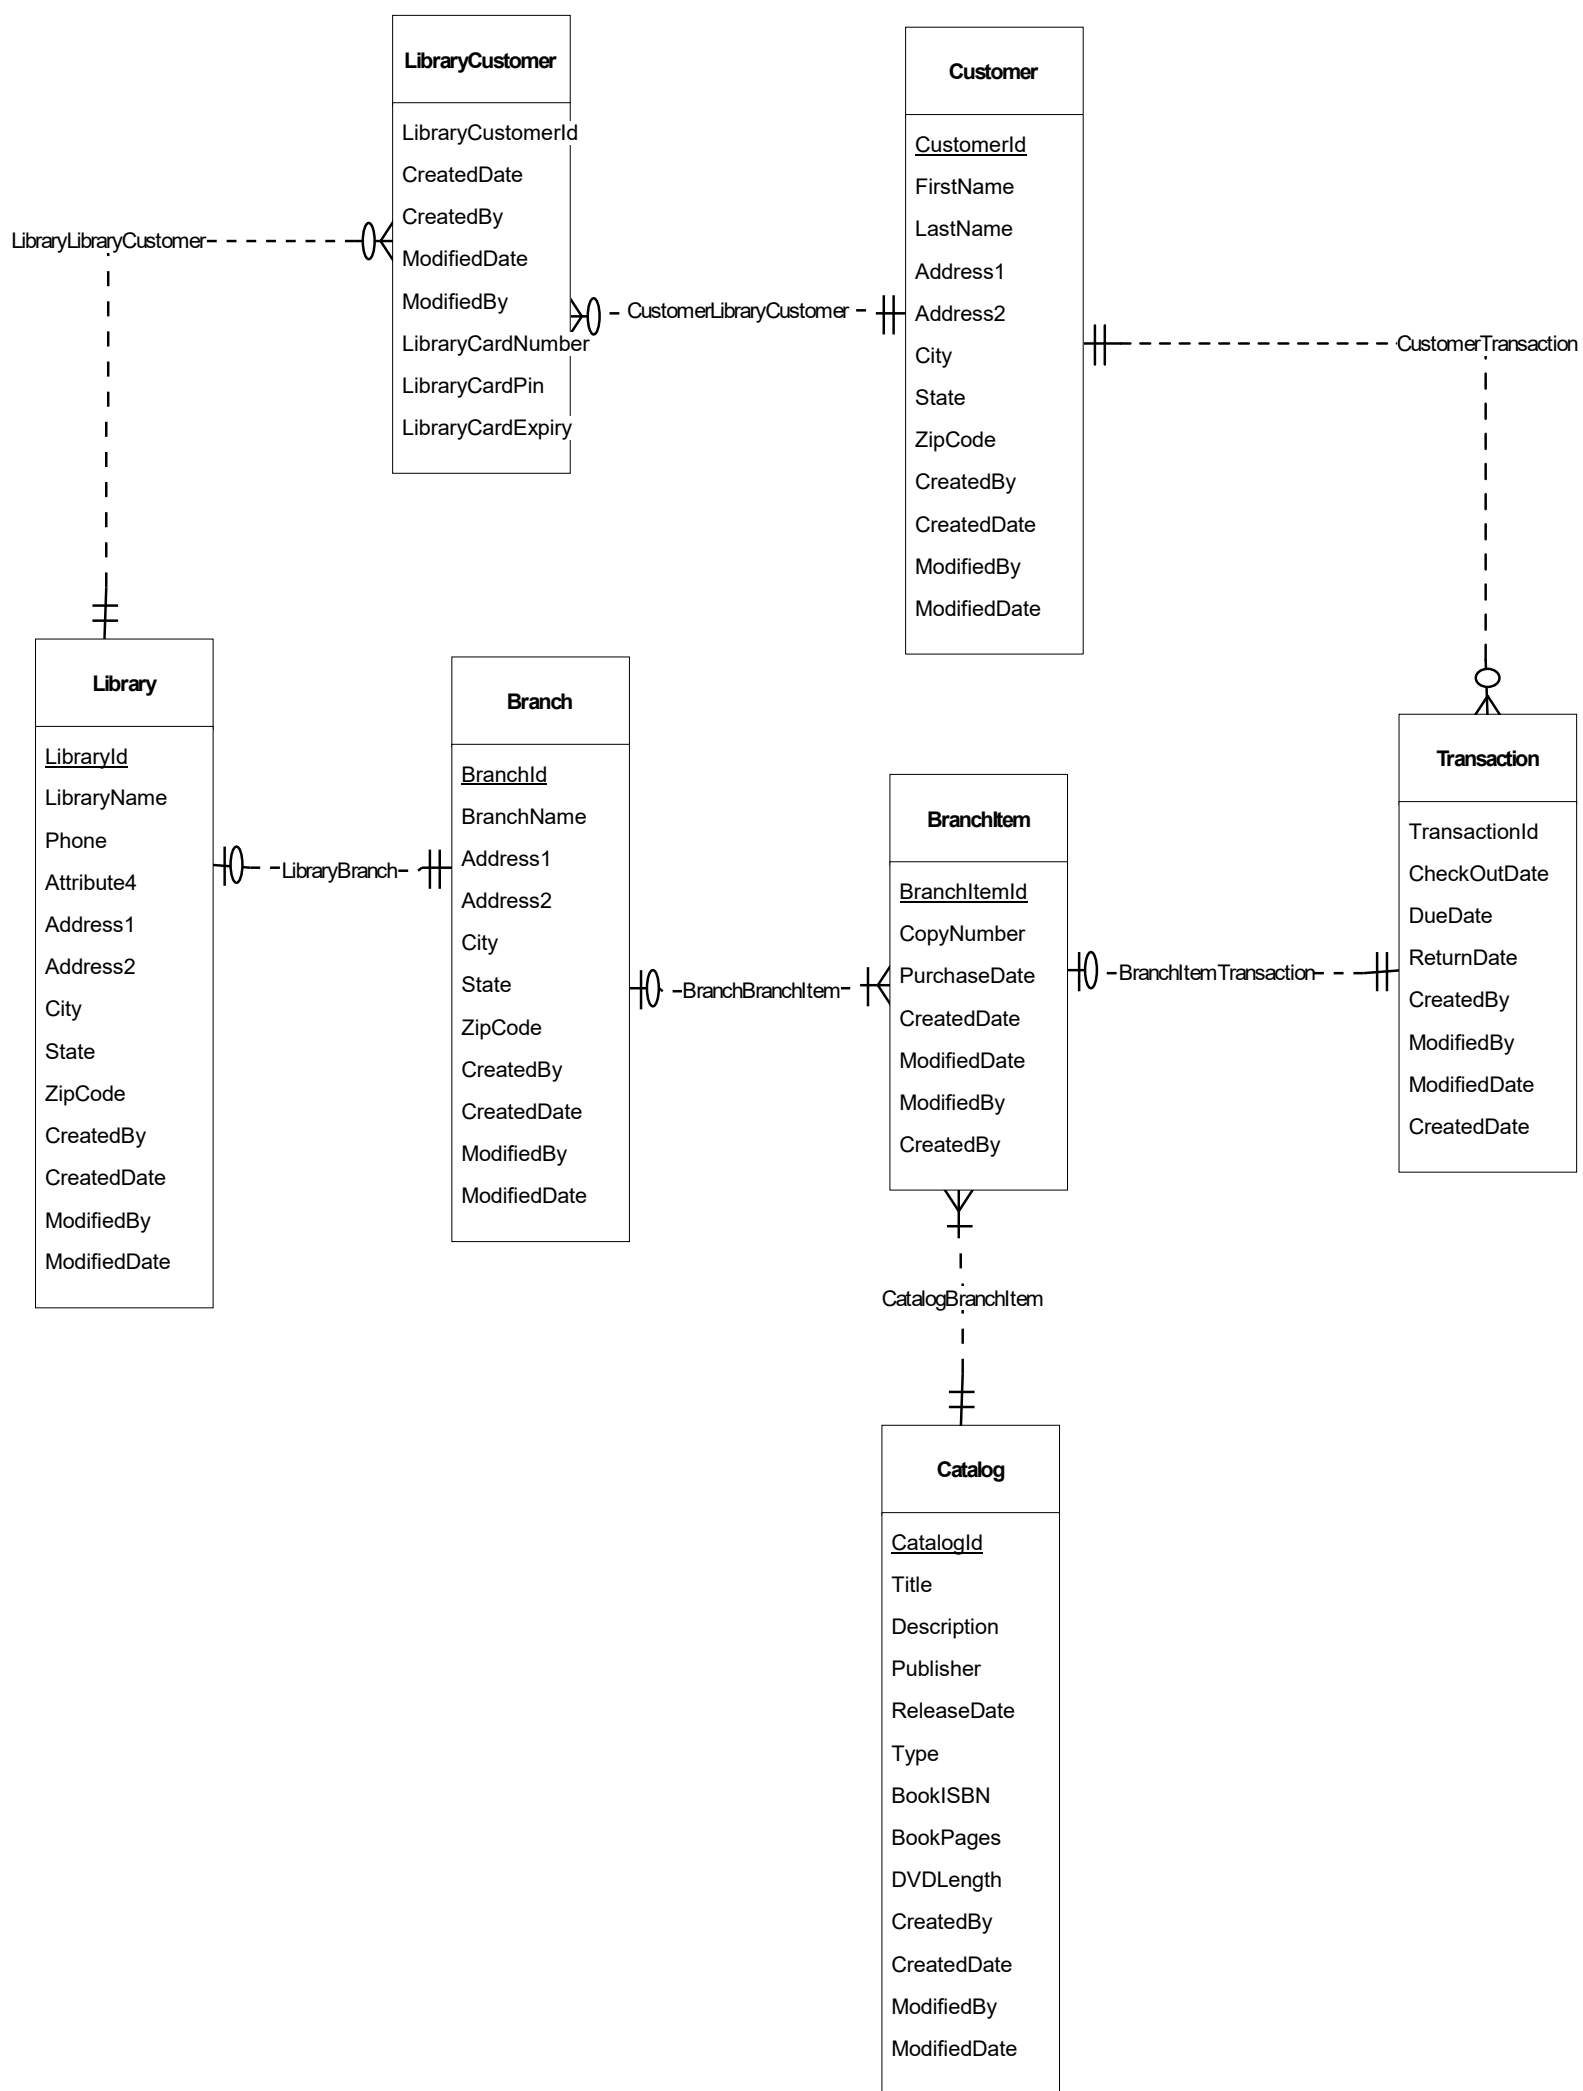 LibraryCustomer
LibraryCustomerId
CreatedDate
CreatedBy
ModifiedDate
ModifiedBy
LibraryCardNumber
LibraryCardPin
LibraryCardExpiry
Customer
CustomerId
FirstName
LastName
Address1
Address2
City
State
ZipCode
CreatedBy
CreatedDate
ModifiedBy
ModifiedDate
LibraryLibraryCustomer
CustomerLibraryCustomer
CustomerTransaction
Library
LibraryId
LibraryName
Phone
Attribute4
Address1
Address2
City
State
ZipCode
CreatedBy
CreatedDate
ModifiedBy
ModifiedDate
LibraryBranch
Branch
BranchId
BranchName
Address1
Address2
City
State
ZipCode
CreatedBy
CreatedDate
ModifiedBy
ModifiedDate
BranchBranchItem
BranchItem
BranchItemId
CopyNumber
PurchaseDate
CreatedDate
ModifiedDate
ModifiedBy
CreatedBy
BranchItemTransaction
Transaction
TransactionId
CheckOutDate
DueDate
ReturnDate
CreatedBy
ModifiedBy
ModifiedDate
CreatedDate
CatalogBranchItem
Catalog
CatalogId
Title
Description
Publisher
ReleaseDate
Type
BookISBN
BookPages
DVDLength
CreatedBy
CreatedDate
ModifiedBy
ModifiedDate